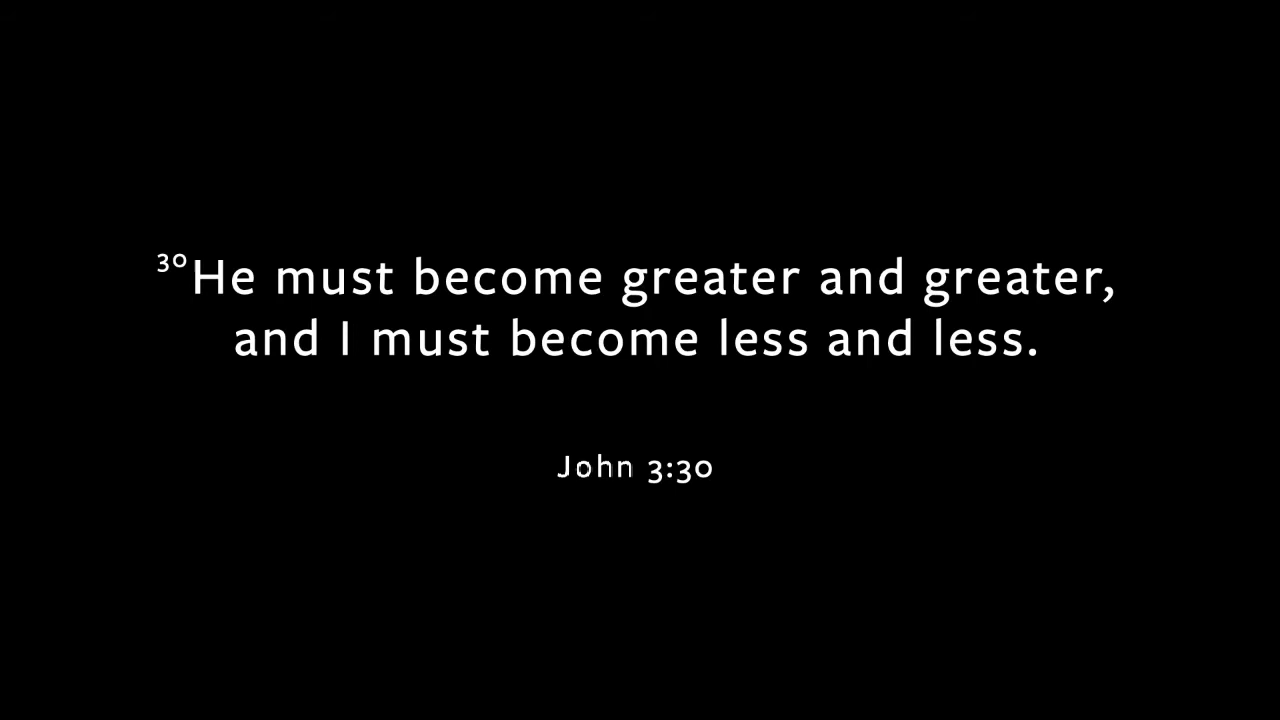 ³⁰He must become greater and greater,
and I must become less and less.
John 3:30